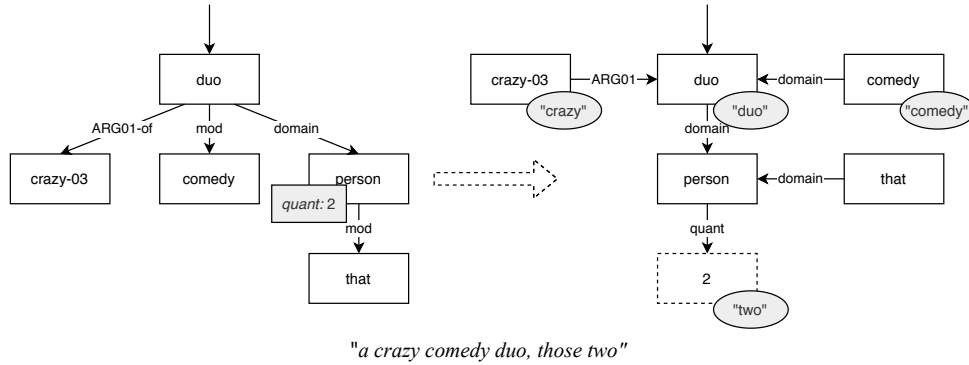 duo
ARG01-of
mod
domain
crazy-03
comedy
person
quant: 2
mod
that
crazy-03
ARG01
duo
domain
comedy
"crazy"
"duo"
"comedy"
domain
person
domain
that
quant
2
"two"
"a crazy comedy duo, those two"